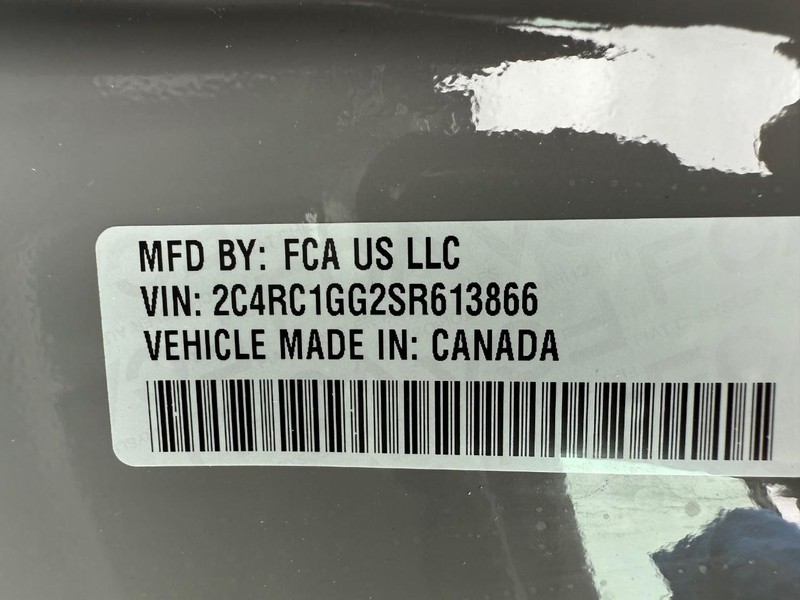 MFD BY: FCA US LLC
VIN: 2C4RC1GG2SR613866
VEHICLE MADE IN: CANADA